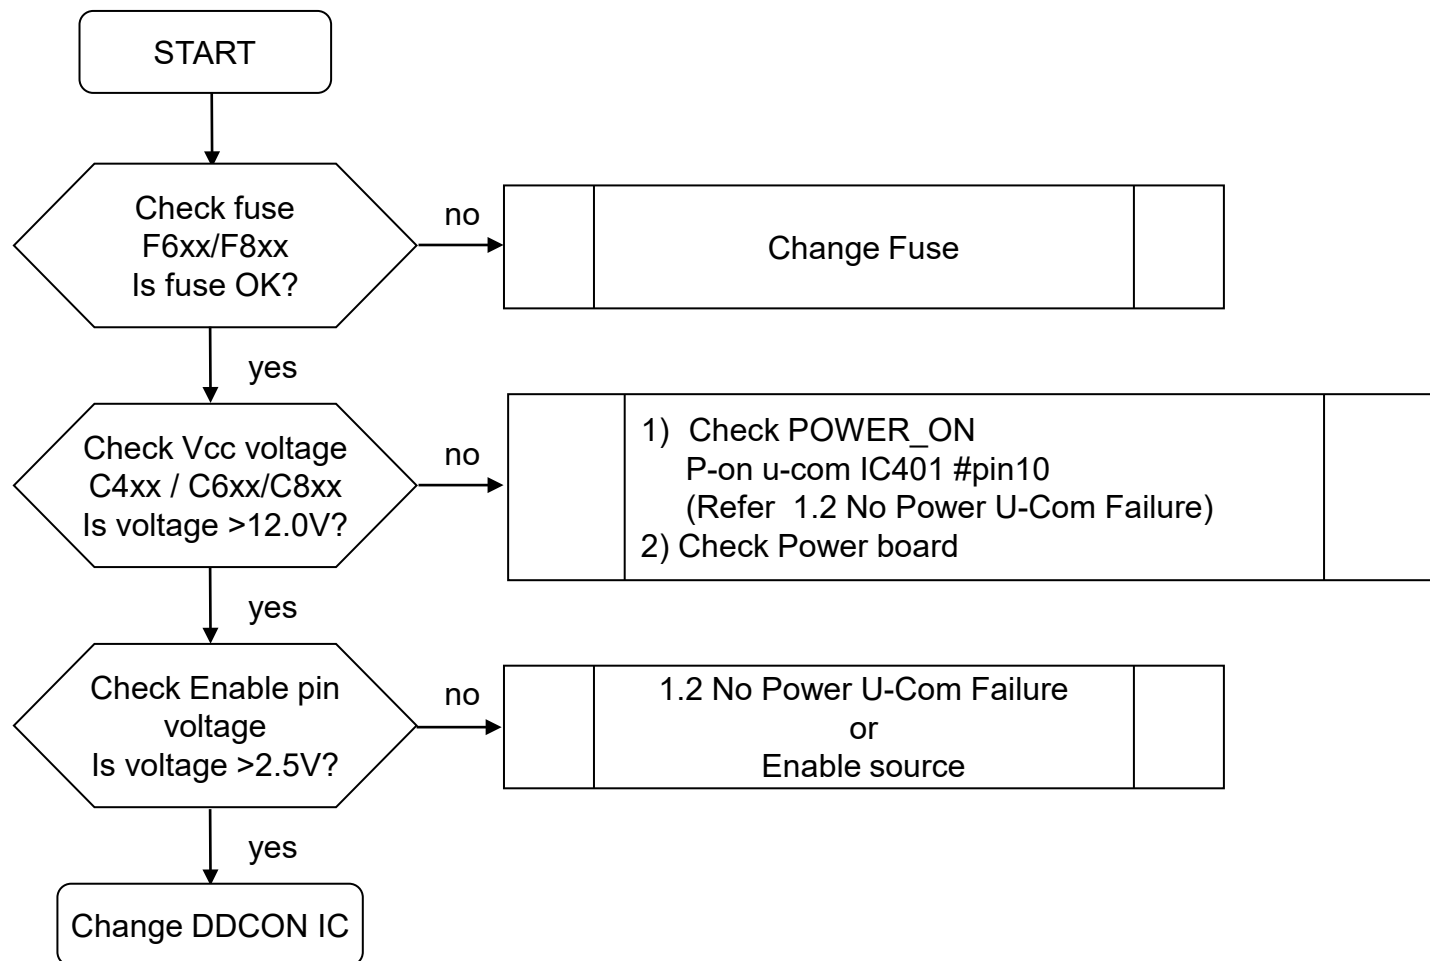 START
Check fuse
F6xx/F8xx
Is fuse OK?
no
Change Fuse
yes
Check Vcc voltage
C4xx / C6xx/C8xx
Is voltage >12.0V?
no
1) Check POWER_ON
P-on u-com IC401 #pin10
(Refer 1.2 No Power U-Com Failure)
2) Check Power board
yes
Check Enable pin
voltage
Is voltage >2.5V?
no
1.2 No Power U-Com Failure
or
Enable source
yes
Change DDCON IC